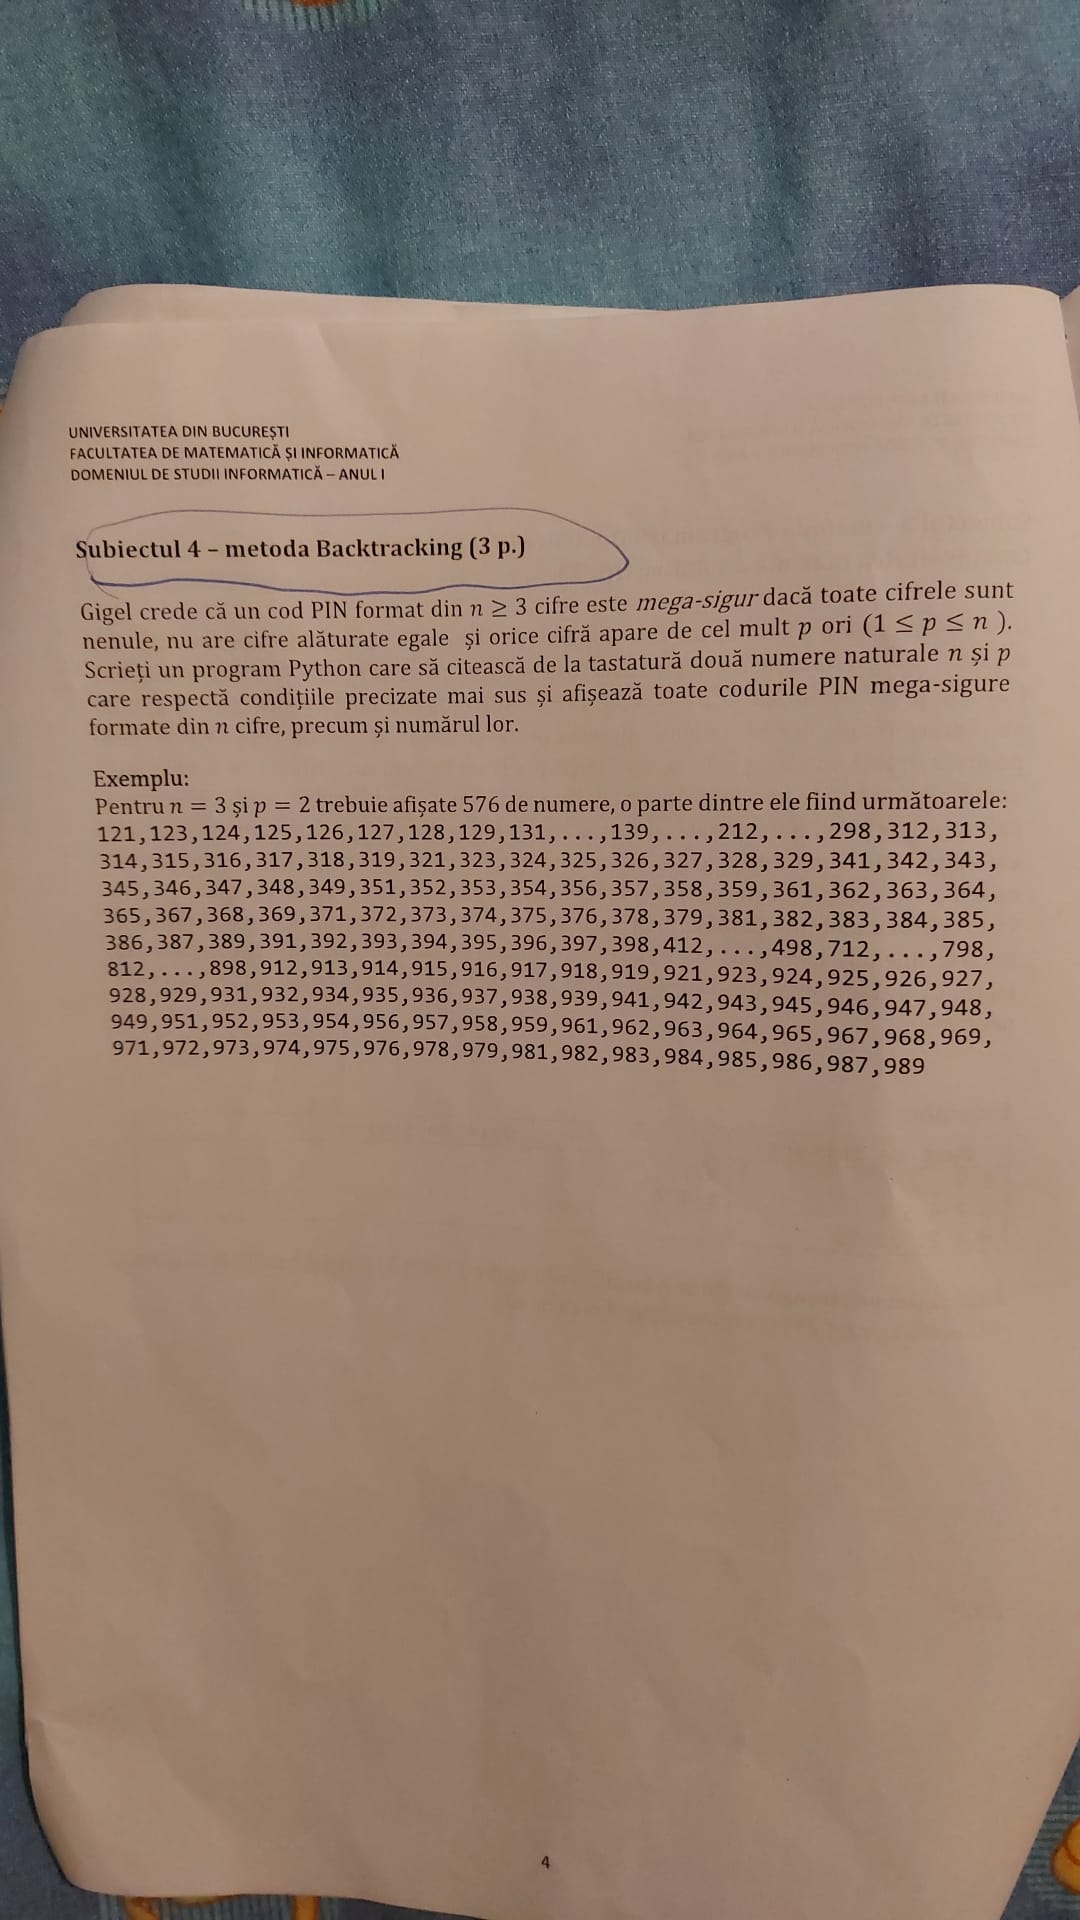 UNIVERSITATEA DIN BUCUREȘTI
FACULTATEA DE MATEMATICĂ ȘI INFORMATICĂ
DOMENIUL DE STUDII INFORMATICĂ – ANUL I
Subiectul 4 – metoda Backtracking (3 p.)
Gigel crede că un cod PIN format din n ≥ 3 cifre este mega-sigur dacă toate cifrele sunt
nenule, nu are cifre alăturate egale și orice cifră apare de cel mult p ori (1 ≤ p ≤ n ).
Scrieți un program Python care să citească de la tastatură două numere naturale n și p
care respectă condițiile precizate mai sus și afișează toate codurile PIN mega-sigure
formate din n cifre, precum și numărul lor.
Exemplu:
Pentru n = 3 și p = 2 trebuie afișate 576 de numere, o parte dintre ele fiind următoarele:
121,123,124,125,126,127,128,129,131,...,139,...,212,...,298,312,313,
314,315,316,317,318,319,321,323,324,325,326,327,328,329,341,342,343,
345,346,347,348,349,351,352,353,354,356,357,358,359,361,362,363,364,
365,367,368,369,371,372,373,374,375,376,378,379,381,382,383,384,385,
386,387,389,391,392,393,394,395,396,397,398,412,...,498,712,...,798,
812,...,898,912,913,914,915,916,917,918,919,921,923,924,925,926,927,
928,929,931,932,934,935,936,937,938,939,941,942,943,945,946,947,948,
949,951,952,953,954,956,957,958,959,961,962,963,964,965,967,968,969,
971,972,973,974,975,976,978,979,981,982,983,984,985,986,987,989
4